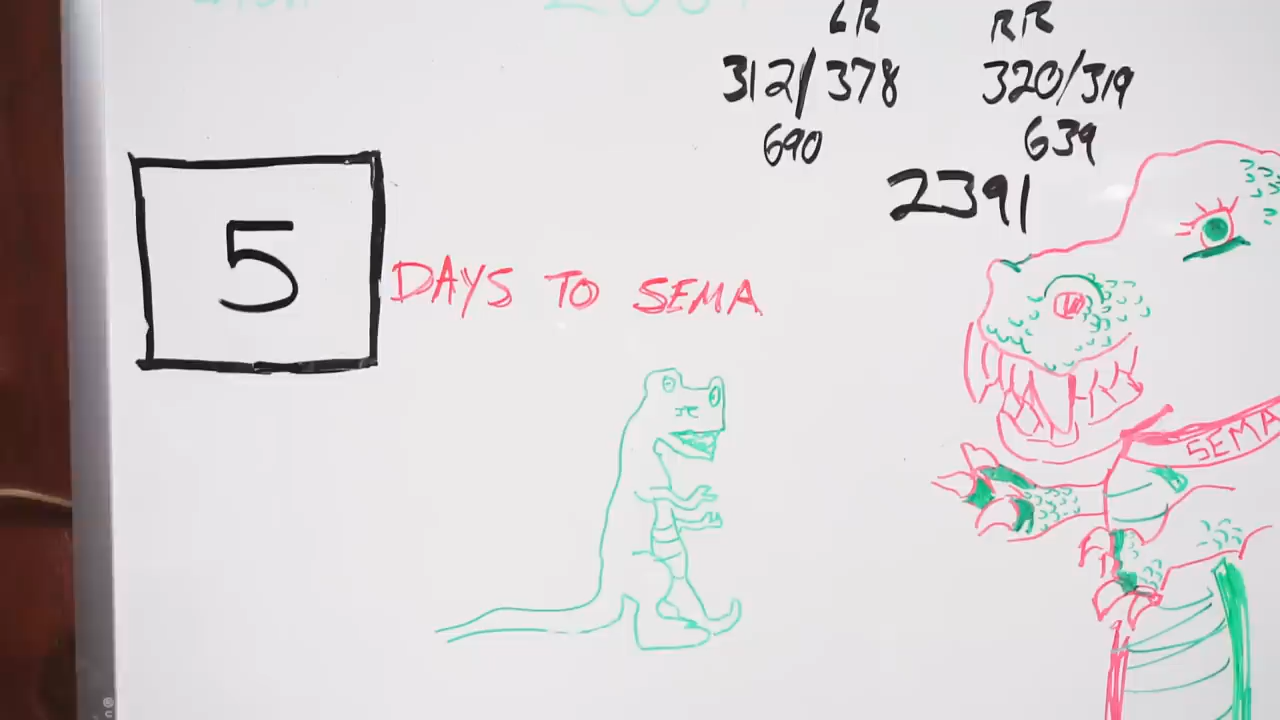 LR RR
312/378 320/319
690 639
2391
5 DAYS TO SEMA
SEMA